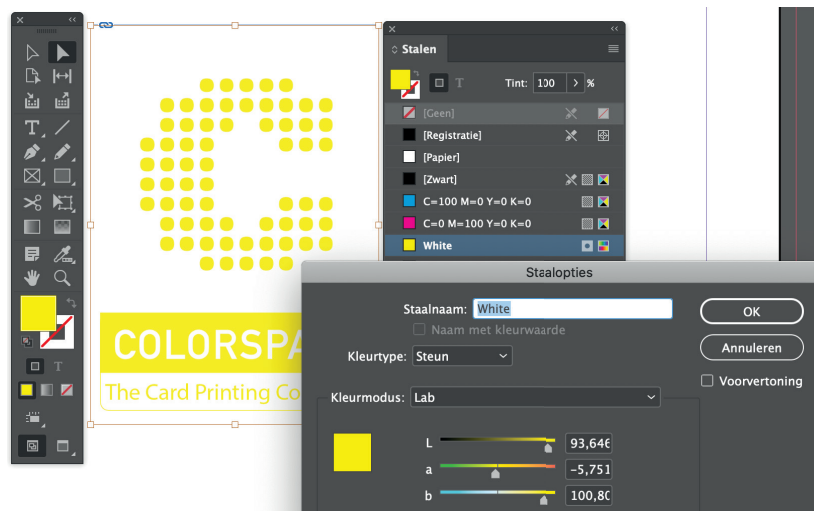 Stalen
T
Tint: 100 > %
[Geen]
[Registratie]
[Papier]
[Zwart]
C=100 M=0 Y=0 K=0
C=0 M=100 Y=0 K=0
White
COLORSPA
The Card Printing Co
T
Staalopties
Staalnaam: White
Naam met kleurwaarde
Kleurtype: Steun
Kleurmodus: Lab
L 93,646
a -5,751
b 100,80
OK
Annuleren
Voorvertoning